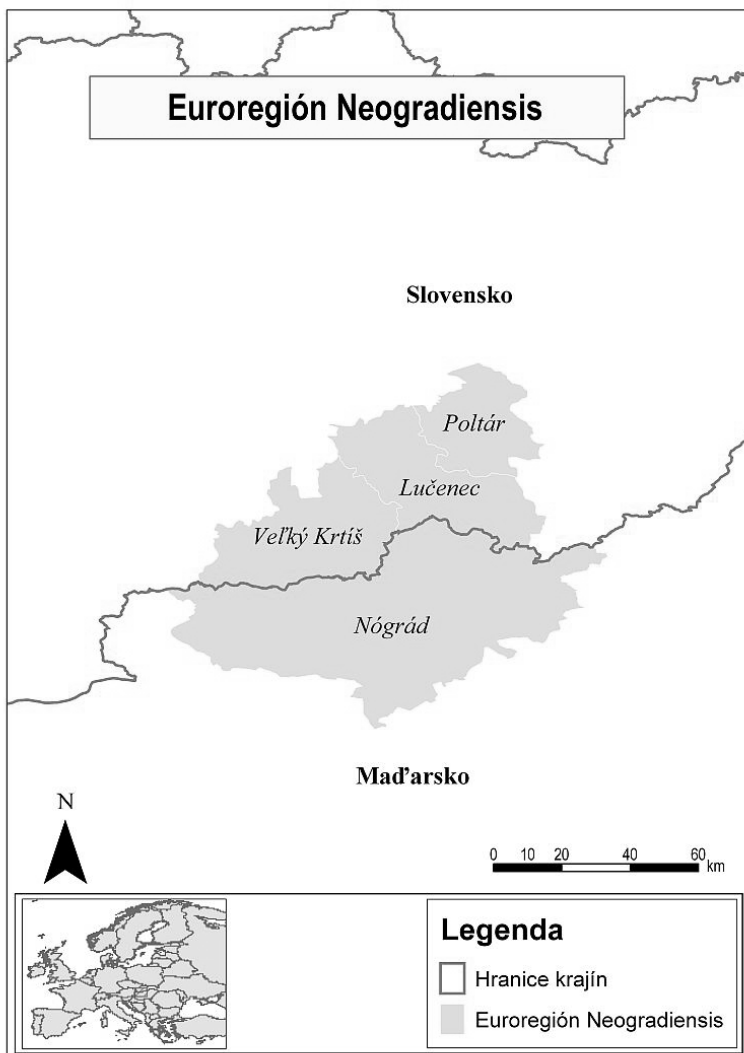 Euroregión Neogradiensis
Slovensko
Poltár
Lučenec
Veľký Krtíš
Nógrád
Maďarsko
N
0 10 20 40 60
km
Legenda
Hranice krajín
Euroregión Neogradiensis